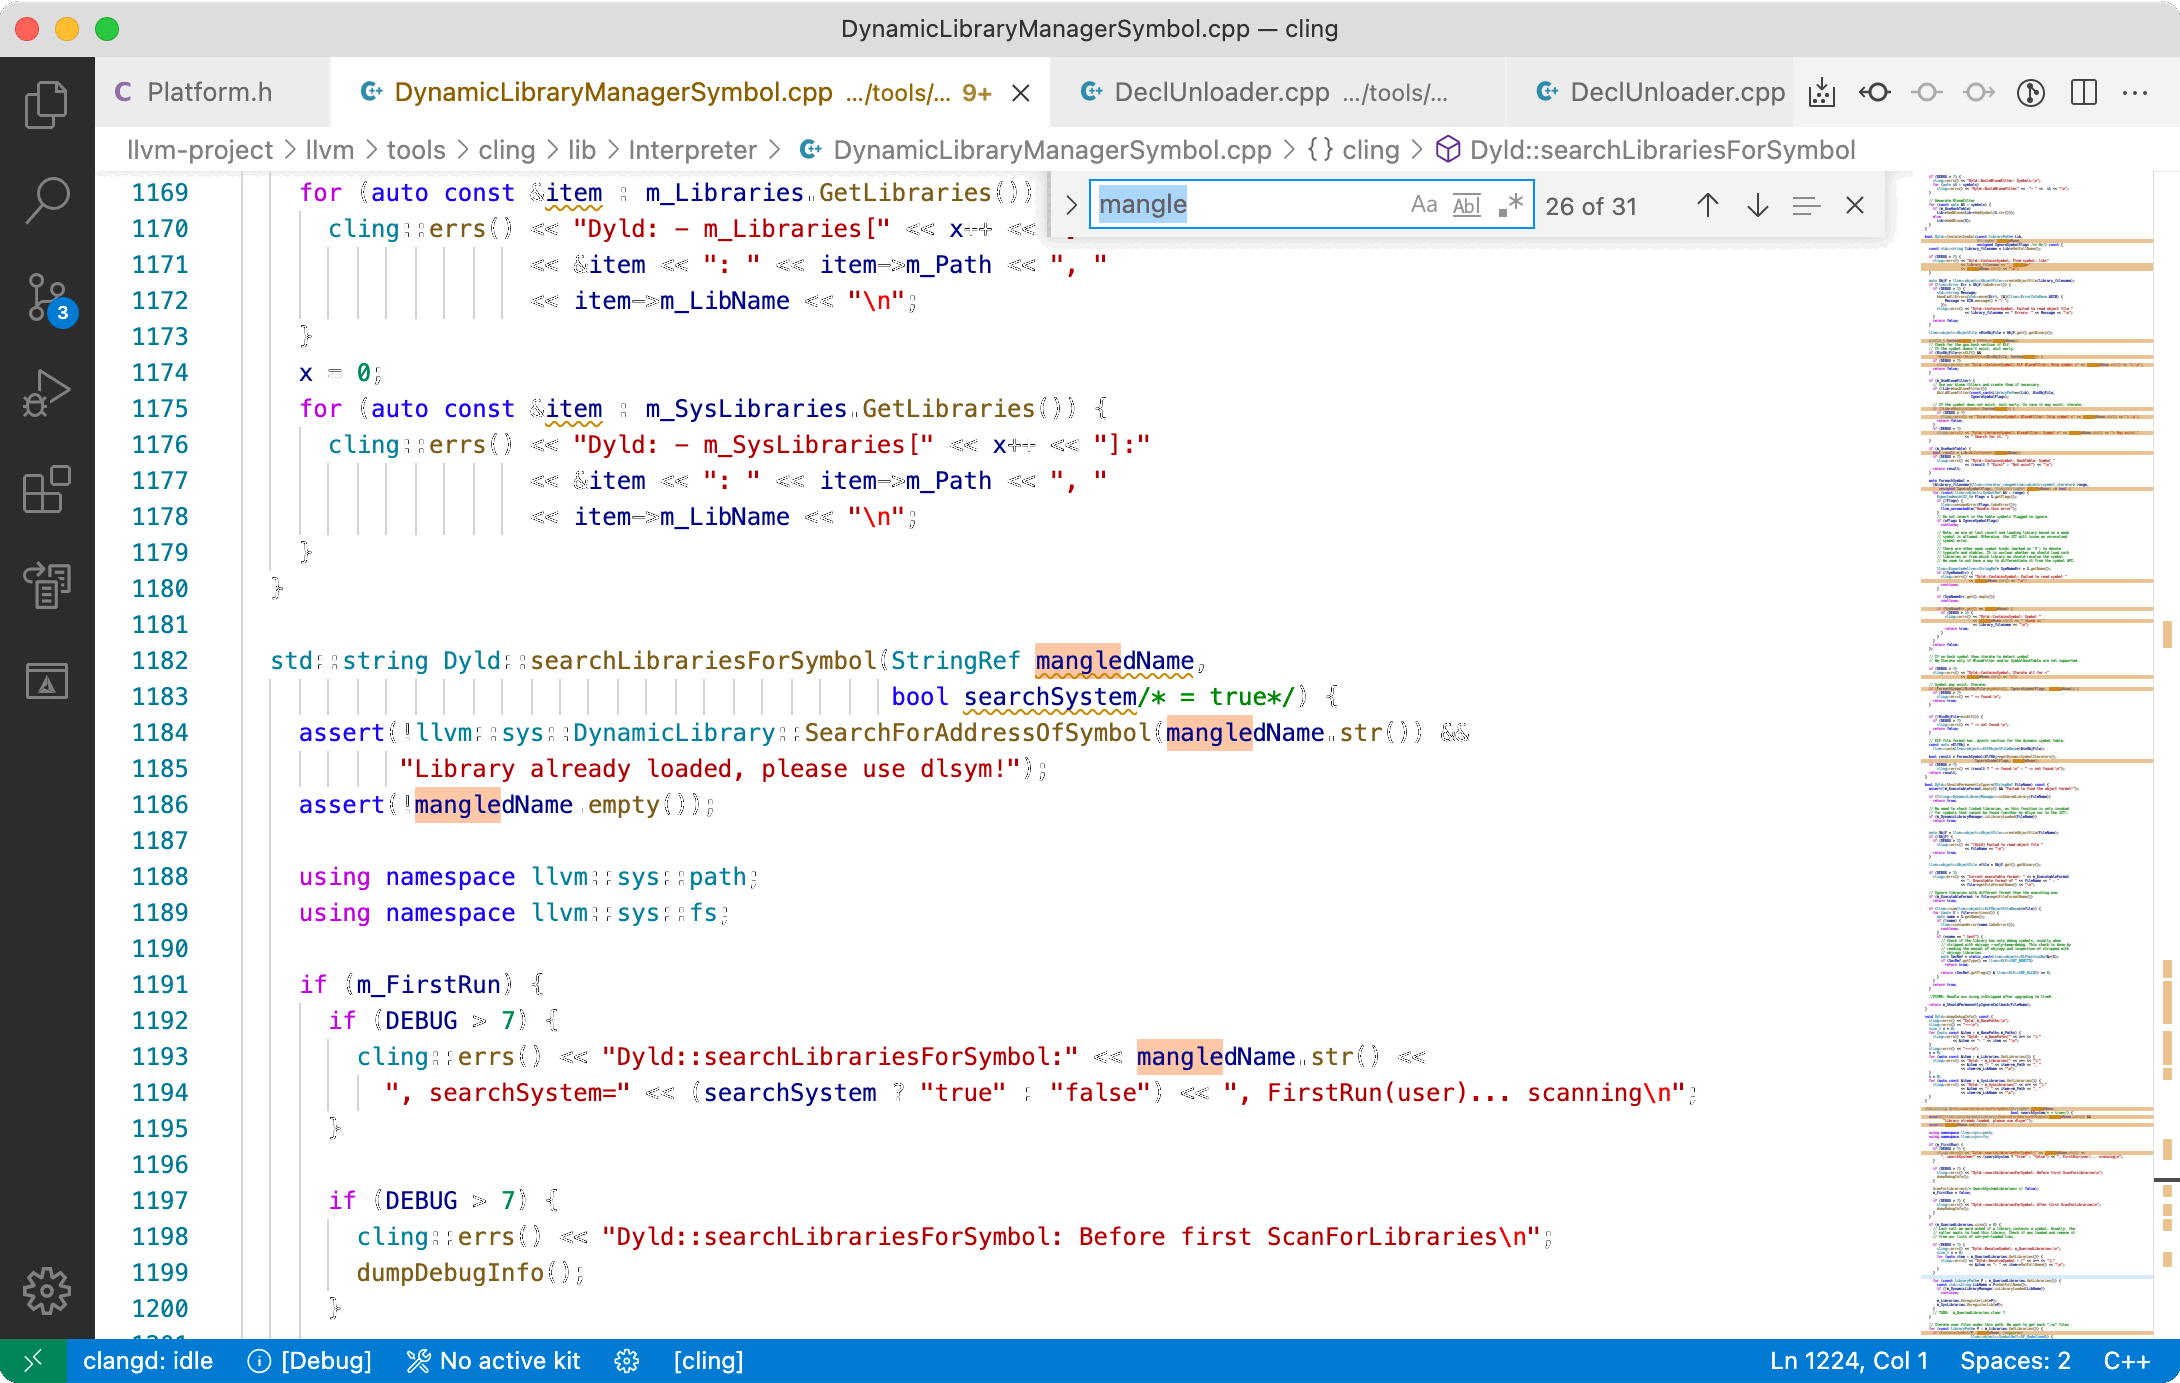 DynamicLibraryManagerSymbol.cpp — cling
Platform.h
DynamicLibraryManagerSymbol.cpp .../tools/... 9+
DeclUnloader.cpp .../tools/...
DeclUnloader.cpp
llvm-project > llvm > tools > cling > lib > Interpreter > DynamicLibraryManagerSymbol.cpp > {} cling > Dyld::searchLibrariesForSymbol
mangle Aa Abl .* 26 of 31
1169 for (auto const &item : m_Libraries.GetLibraries())
1170 cling::errs() << "Dyld: - m_Libraries[" << x++ <<
1171 << &item << ": " << item->m_Path << ", "
1172 << item->m_LibName << "\n";
1173 }
1174 x = 0;
1175 for (auto const &item : m_SysLibraries.GetLibraries()) {
1176 cling::errs() << "Dyld: - m_SysLibraries[" << x++ << "]:"
1177 << &item << ": " << item->m_Path << ", "
1178 << item->m_LibName << "\n";
1179 }
1180 }
1181
1182 std::string Dyld::searchLibrariesForSymbol(StringRef mangledName,
1183 bool searchSystem/* = true*/) {
1184 assert(!llvm::sys::DynamicLibrary::SearchForAddressOfSymbol(mangledName.str()) &&
1185 "Library already loaded, please use dlsym!");
1186 assert(!mangledName.empty());
1187
1188 using namespace llvm::sys::path;
1189 using namespace llvm::sys::fs;
1190
1191 if (m_FirstRun) {
1192 if (DEBUG > 7) {
1193 cling::errs() << "Dyld::searchLibrariesForSymbol:" << mangledName.str() <<
1194 ", searchSystem=" << (searchSystem ? "true" : "false") << ", FirstRun(user)... scanning\n";
1195 }
1196
1197 if (DEBUG > 7) {
1198 cling::errs() << "Dyld::searchLibrariesForSymbol: Before first ScanForLibraries\n";
1199 dumpDebugInfo();
1200 }
3
clangd: idle [Debug] No active kit [cling] Ln 1224, Col 1 Spaces: 2 C++